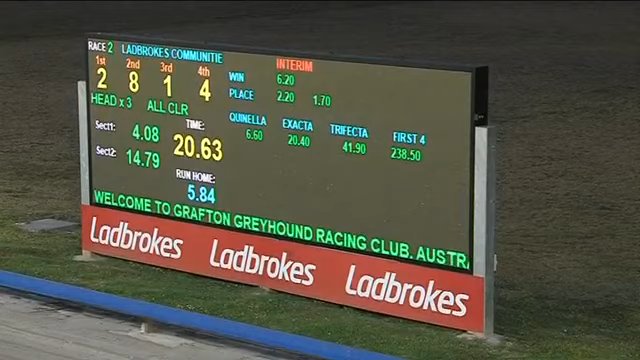 RACE 2 LADBROKES COMMUNITIE
1st 2nd 3rd 4th INTERIM
2 8 1 4 WIN 6.20
PLACE 2.20 1.70
HEAD x 3 ALL CLR
QUINELLA EXACTA TRIFECTA FIRST 4
6.60 20.40 41.90 238.50
Sect1: 4.08 TIME: 20.63
Sect2: 14.79
RUN HOME:
5.84
WELCOME TO GRAFTON GREYHOUND RACING CLUB. AUSTR
Ladbrokes Ladbrokes Ladbrokes